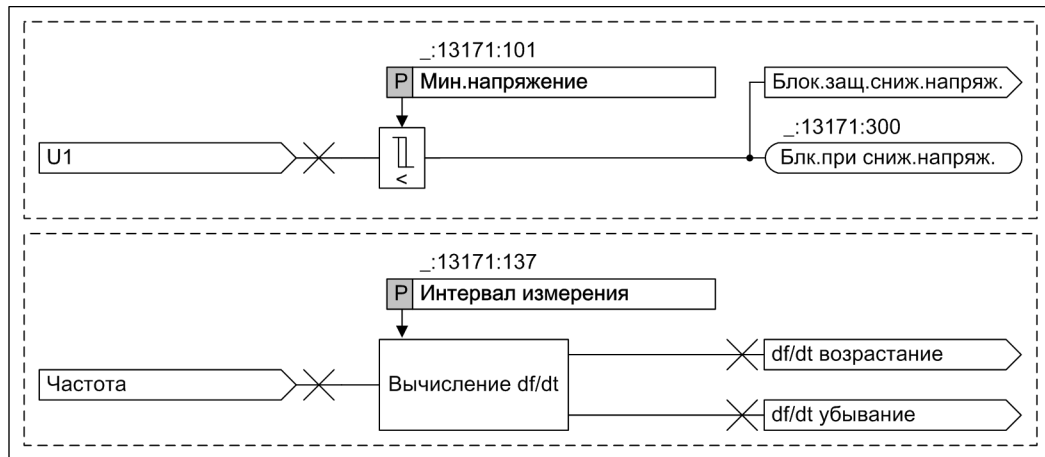 _:13171:101
P Мин.напряжение
Блок.защ.сниж.напряж.
_:13171:300
U1
<
Блк.при сниж.напряж.
_:13171:137
P Интервал измерения
df/dt возрастание
Частота
Вычисление df/dt
df/dt убывание